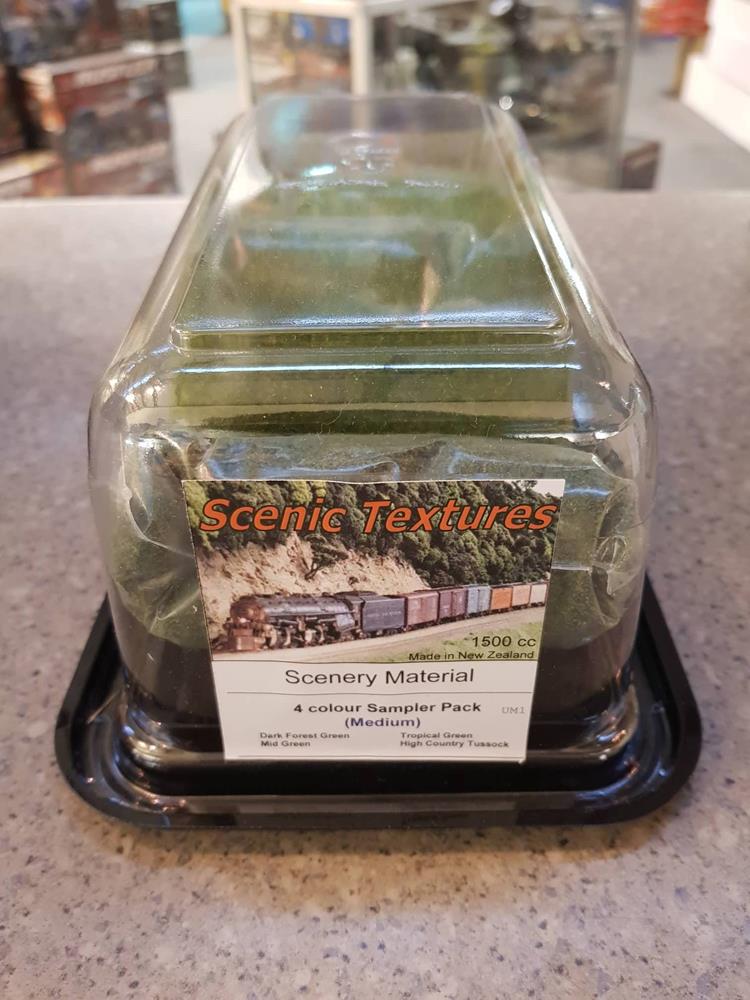 Scenic Textures
1500 cc
Made in New Zealand
Scenery Material
4 colour Sampler Pack UM1
(Medium)
Dark Forest Green Tropical Green
Mid Green High Country Tussock